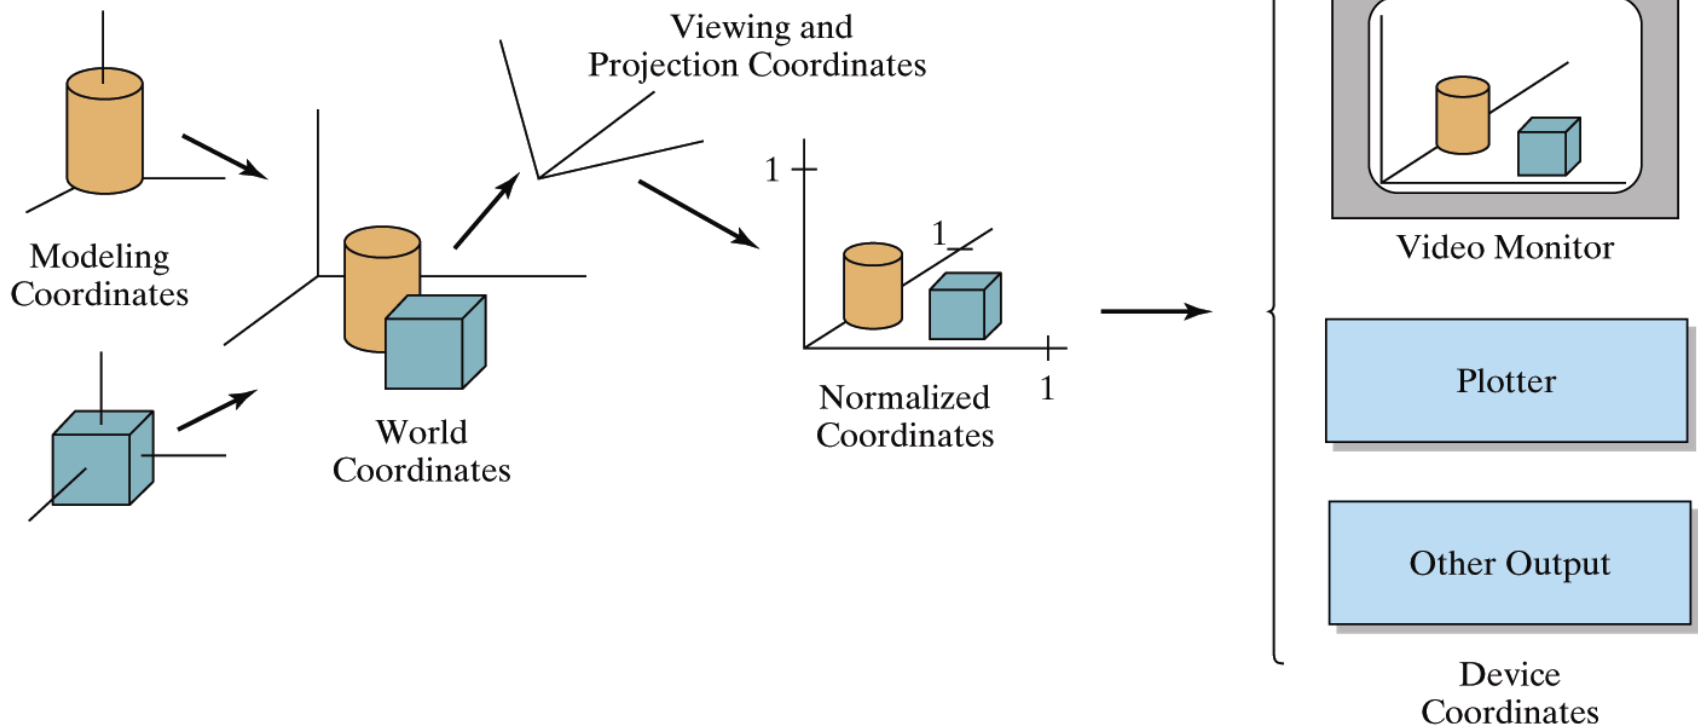 Viewing and
Projection Coordinates
Modeling
Coordinates
World
Coordinates
1
1
1
Normalized
Coordinates
Video Monitor
Plotter
Other Output
Device
Coordinates